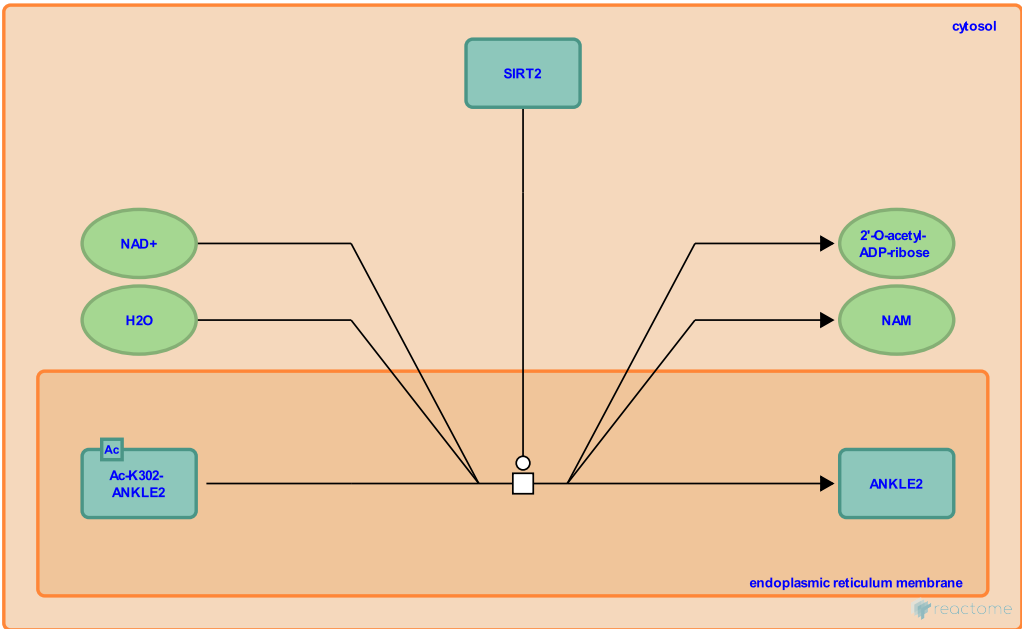 cytosol
SIRT2
NAD+
2'-O-acetyl-
ADP-ribose
H2O
NAM
Ac
Ac-K302-
ANKLE2
ANKLE2
endoplasmic reticulum membrane
reactome